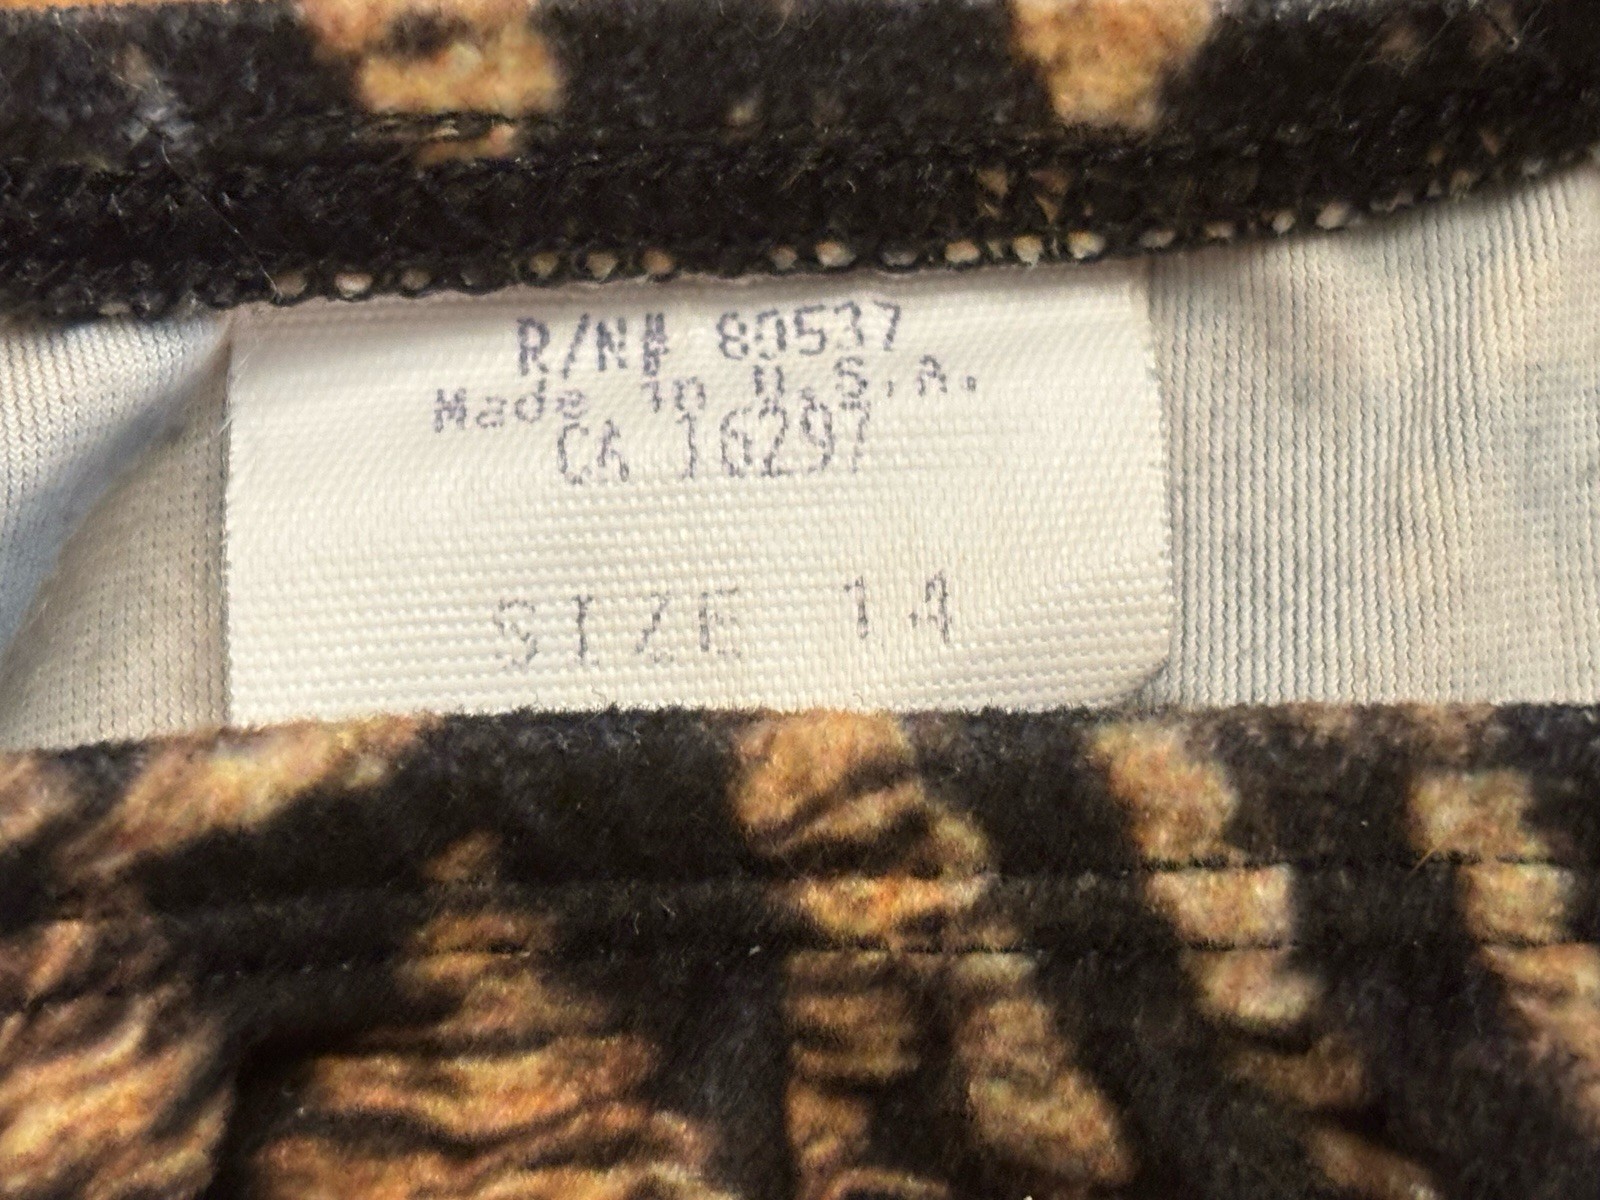 R/N# 80537
Made in U.S.A.
CA 16297
SIZE 14